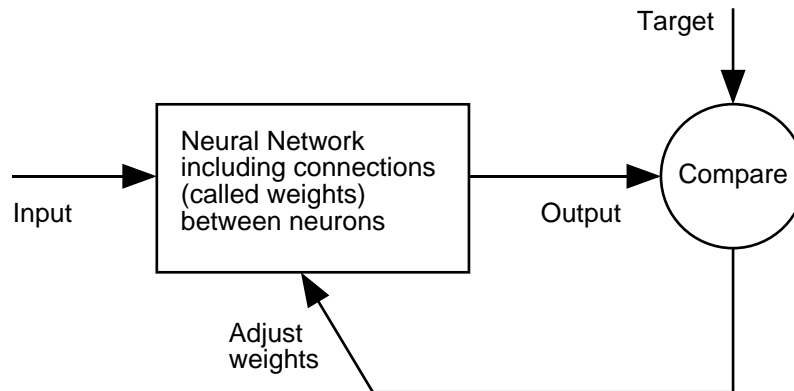 Target
Neural Network
including connections
(called weights)
between neurons
Compare
Input
Output
Adjust
weights